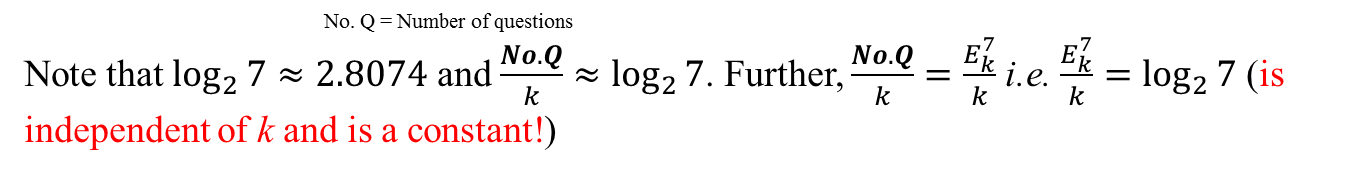 No. Q = Number of questions
Note that log₂ 7 ≈ 2.8074 and No.Q/k ≈ log₂ 7. Further, No.Q/k = E_k^7/k i.e. E_k^7/k = log₂ 7 (is
independent of k and is a constant!)